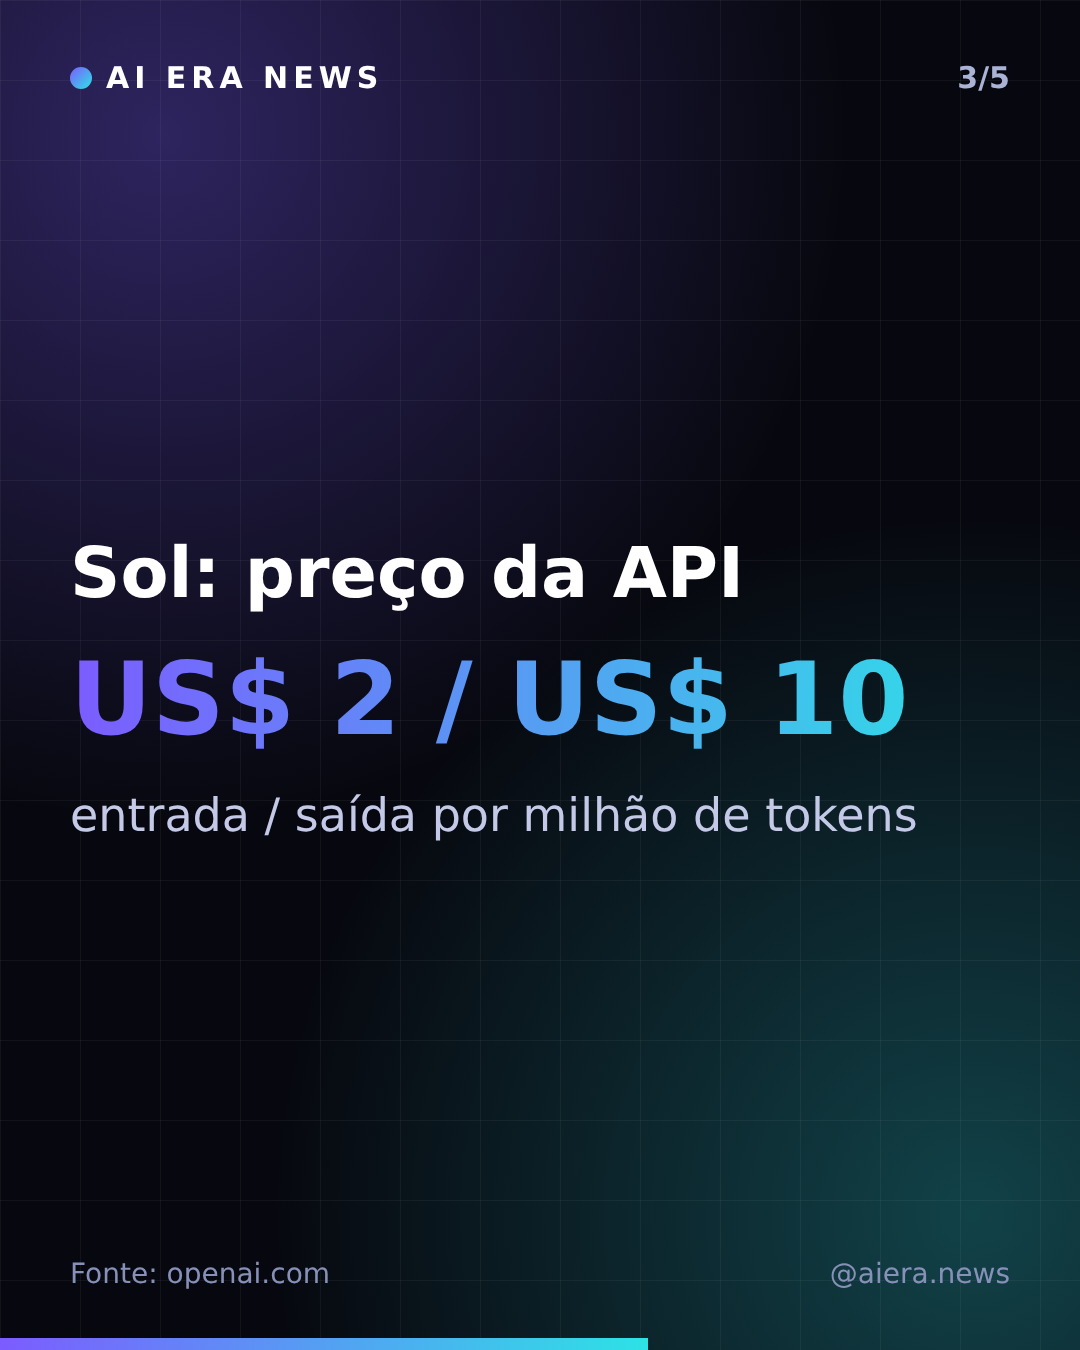 AI ERA NEWS
3/5
Sol: preço da API
US$ 2 / US$ 10
entrada / saída por milhão de tokens
Fonte: openai.com
@aiera.news